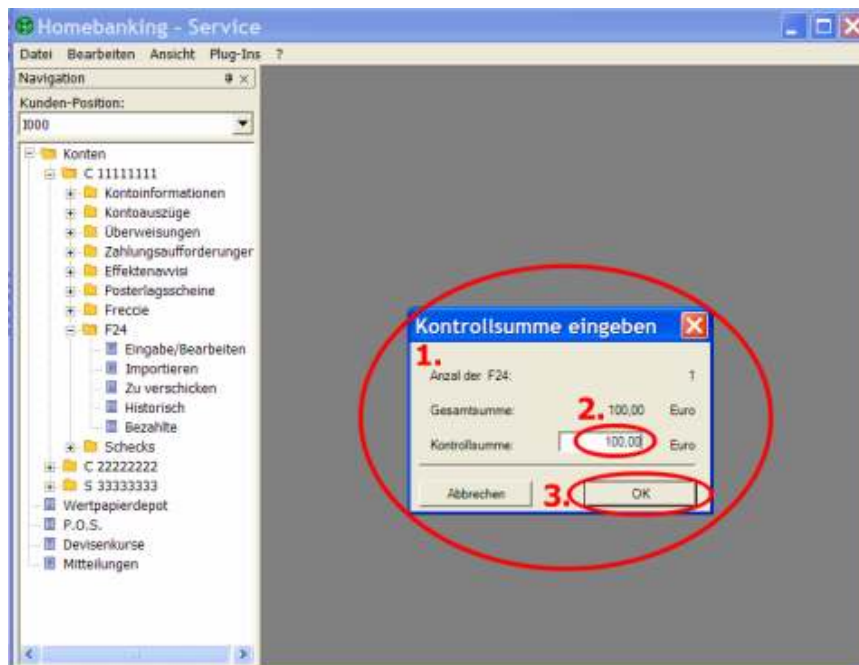 Homebanking - Service
Datei Bearbeiten Ansicht Plug-Ins ?
Navigation
Kunden-Position:
1000
Konten
C 11111111
Kontoinformationen
Kontoauszüge
Überweisungen
Zahlungsaufforderunger
Effektenavvisi
Posterlagsscheine
Freccie
F24
Eingabe/Bearbeiten
Importieren
Zu verschicken
Historisch
Bezahlte
Schecks
C 22222222
S 33333333
Wertpapierdepot
P.O.S.
Devisenkurse
Mitteilungen
Kontrollsumme eingeben
1.
Anzal der F24: 1
Gesamtsumme: 2. 100,00 Euro
Kontrollsumme: 100,00 Euro
Abbrechen 3. OK